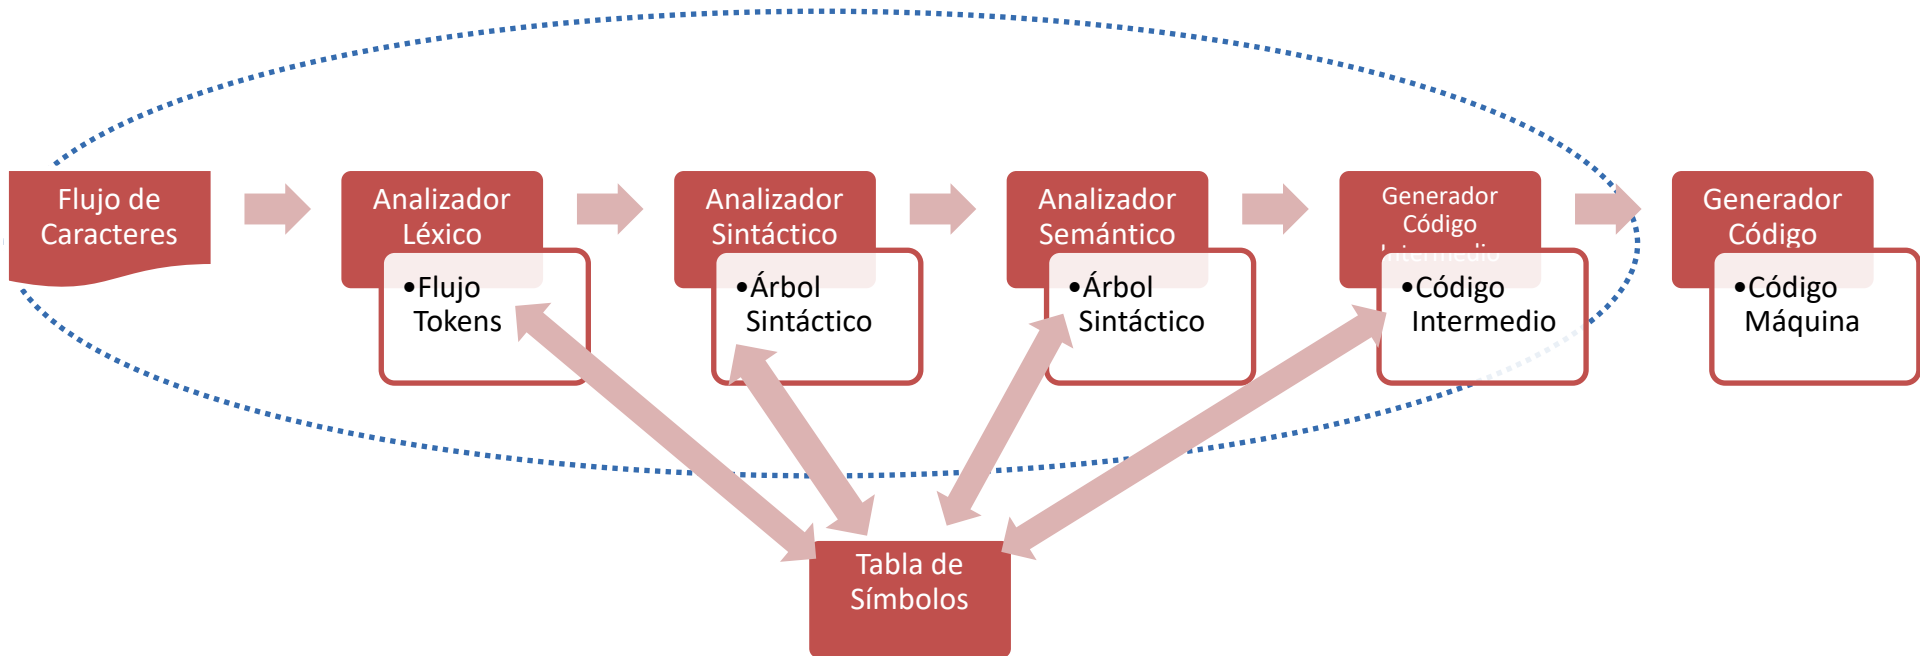 Flujo de
Caracteres
Analizador
Léxico
•Flujo
Tokens
Analizador
Sintáctico
•Árbol
Sintáctico
Analizador
Semántico
•Árbol
Sintáctico
Generador
Código
Intermedio
•Código
Intermedio
Generador
Código
•Código
Máquina
Tabla de
Símbolos